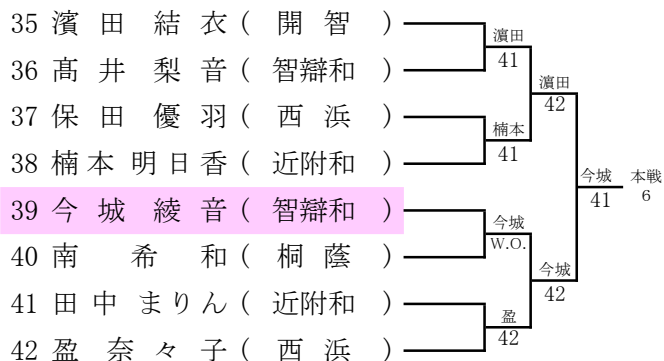 35 濱田 結衣 ( 開智 )
36 髙井 梨音 ( 智辯和 )
37 保田 優羽 ( 西浜 )
38 楠本 明日香 ( 近附和 )
39 今城 綾音 ( 智辯和 )
40 南 希和 ( 桐蔭 )
41 田中 まりん ( 近附和 )
42 盈 奈々子 ( 西浜 )
濵田
41
楠本
41
今城
W.O.
盈
42
濵田
42
今城
42
今城
41
本戦
6